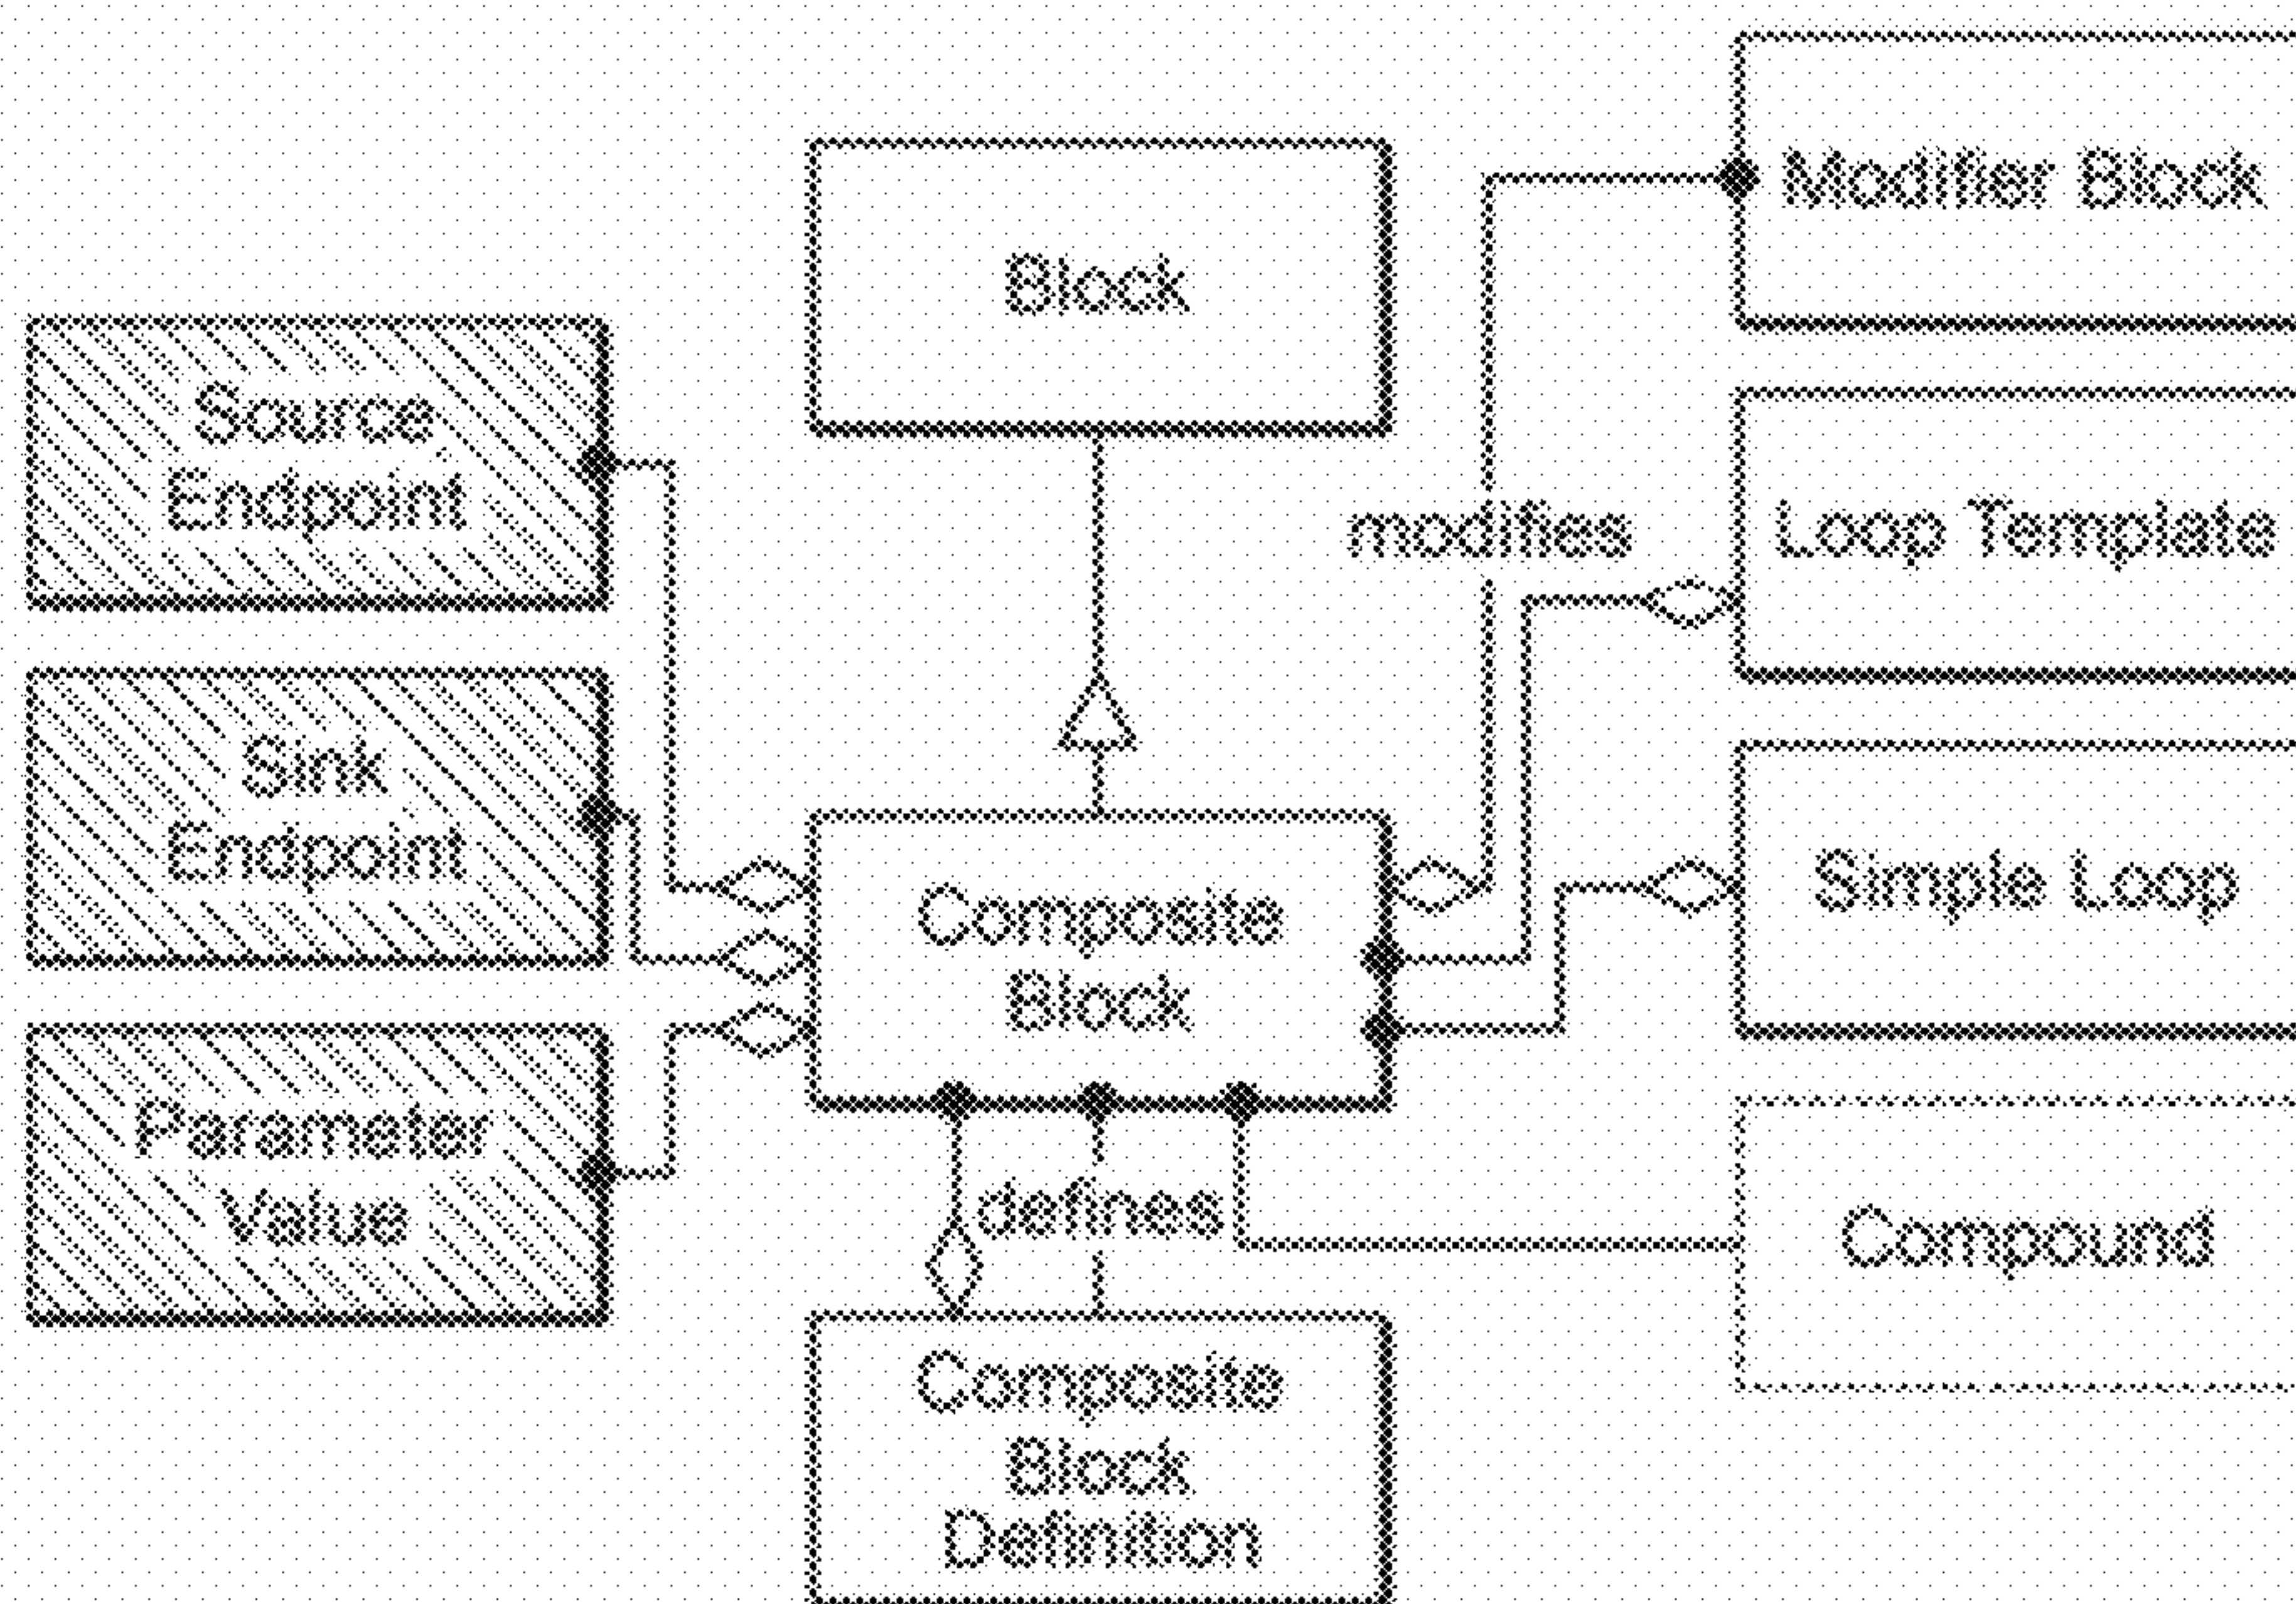 Modifier Block
Block
Source
Endpoint
modifies
Loop Template
Sink
Endpoint
Composite
Block
Simple Loop
Parameter
Value
defines
Compound
Composite
Block
Definition